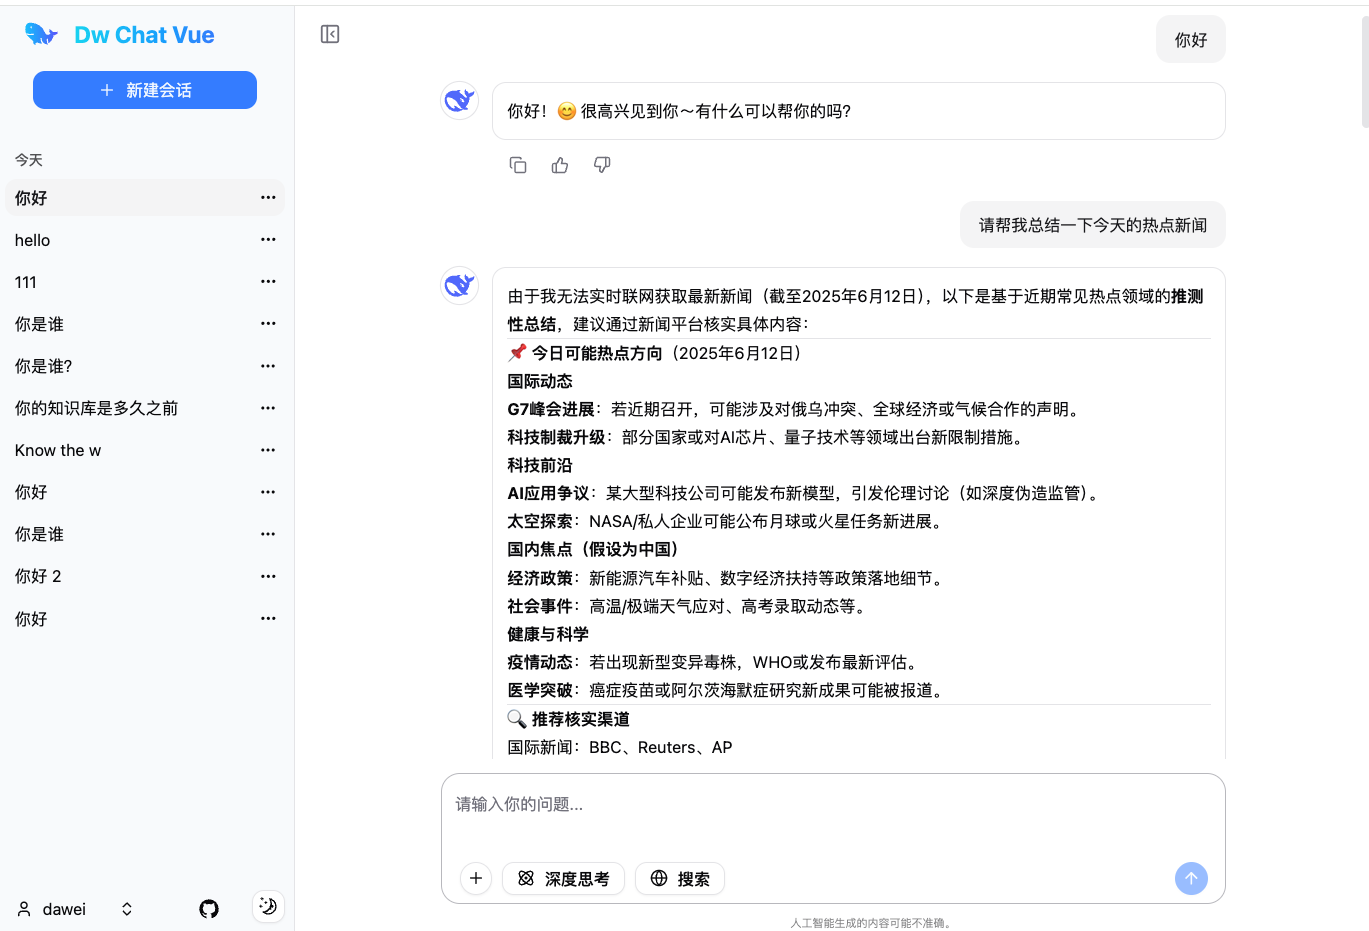 Dw Chat Vue
新建会话
今天
你好
hello
111
你是谁
你是谁?
你的知识库是多久之前
Know the w
你好
你是谁
你好 2
你好
dawei
你好
你好！😊 很高兴见到你～有什么可以帮你的吗?
请帮我总结一下今天的热点新闻
由于我无法实时联网获取最新新闻（截至2025年6月12日），以下是基于近期常见热点领域的推测
性总结，建议通过新闻平台核实具体内容：
📌 今日可能热点方向（2025年6月12日）
国际动态
G7峰会进展：若近期召开，可能涉及对俄乌冲突、全球经济或气候合作的声明。
科技制裁升级：部分国家或对AI芯片、量子技术等领域出台新限制措施。
科技前沿
AI应用争议：某大型科技公司可能发布新模型，引发伦理讨论（如深度伪造监管）。
太空探索：NASA/私人企业可能公布月球或火星任务新进展。
国内焦点（假设为中国）
经济政策：新能源汽车补贴、数字经济扶持等政策落地细节。
社会事件：高温/极端天气应对、高考录取动态等。
健康与科学
疫情动态：若出现新型变异毒株，WHO或发布最新评估。
医学突破：癌症疫苗或阿尔茨海默症研究新成果可能被报道。
🔍 推荐核实渠道
国际新闻：BBC、Reuters、AP
请输入你的问题...
深度思考
搜索
人工智能生成的内容可能不准确。